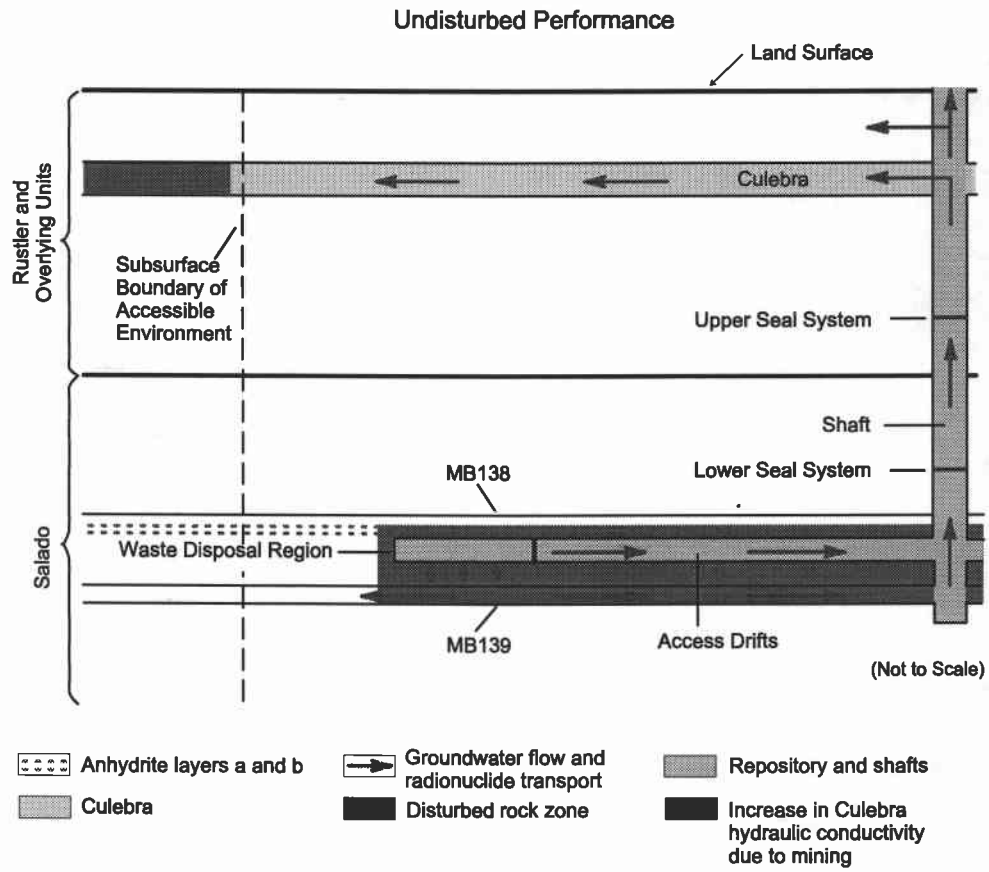 Undisturbed Performance
Land Surface
Rustler and
Overlying Units
Culebra
Subsurface
Boundary of
Accessible
Environment
Upper Seal System
Shaft
Lower Seal System
MB138
Salado
Waste Disposal Region
MB139
Access Drifts
(Not to Scale)
Anhydrite layers a and b
Groundwater flow and
radionuclide transport
Repository and shafts
Culebra
Disturbed rock zone
Increase in Culebra
hydraulic conductivity
due to mining